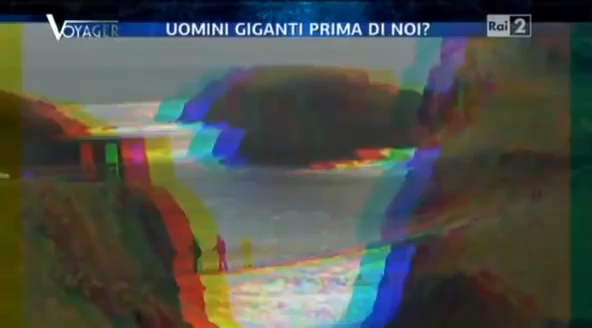 VOYAGER
UOMINI GIGANTI PRIMA DI NOI?
Rai 2